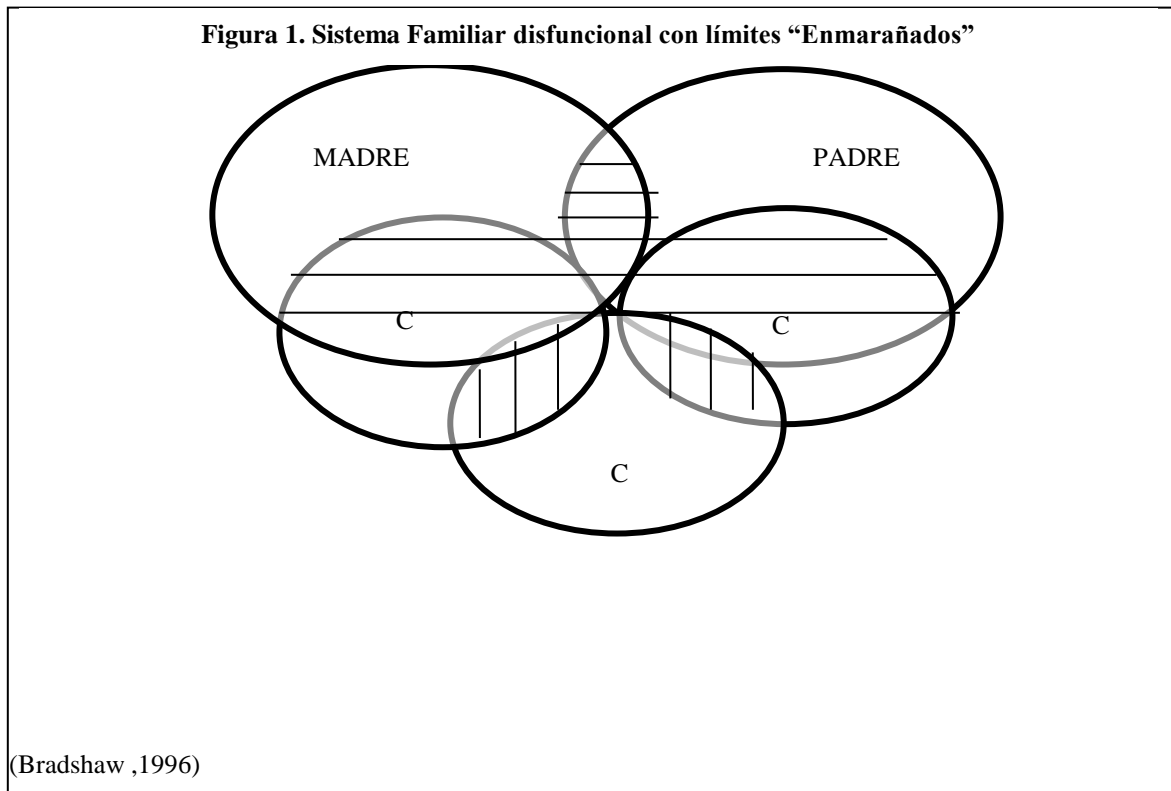 Figura 1. Sistema Familiar disfuncional con límites “Enmarañados”
MADRE
PADRE
C
C
C
(Bradshaw ,1996)